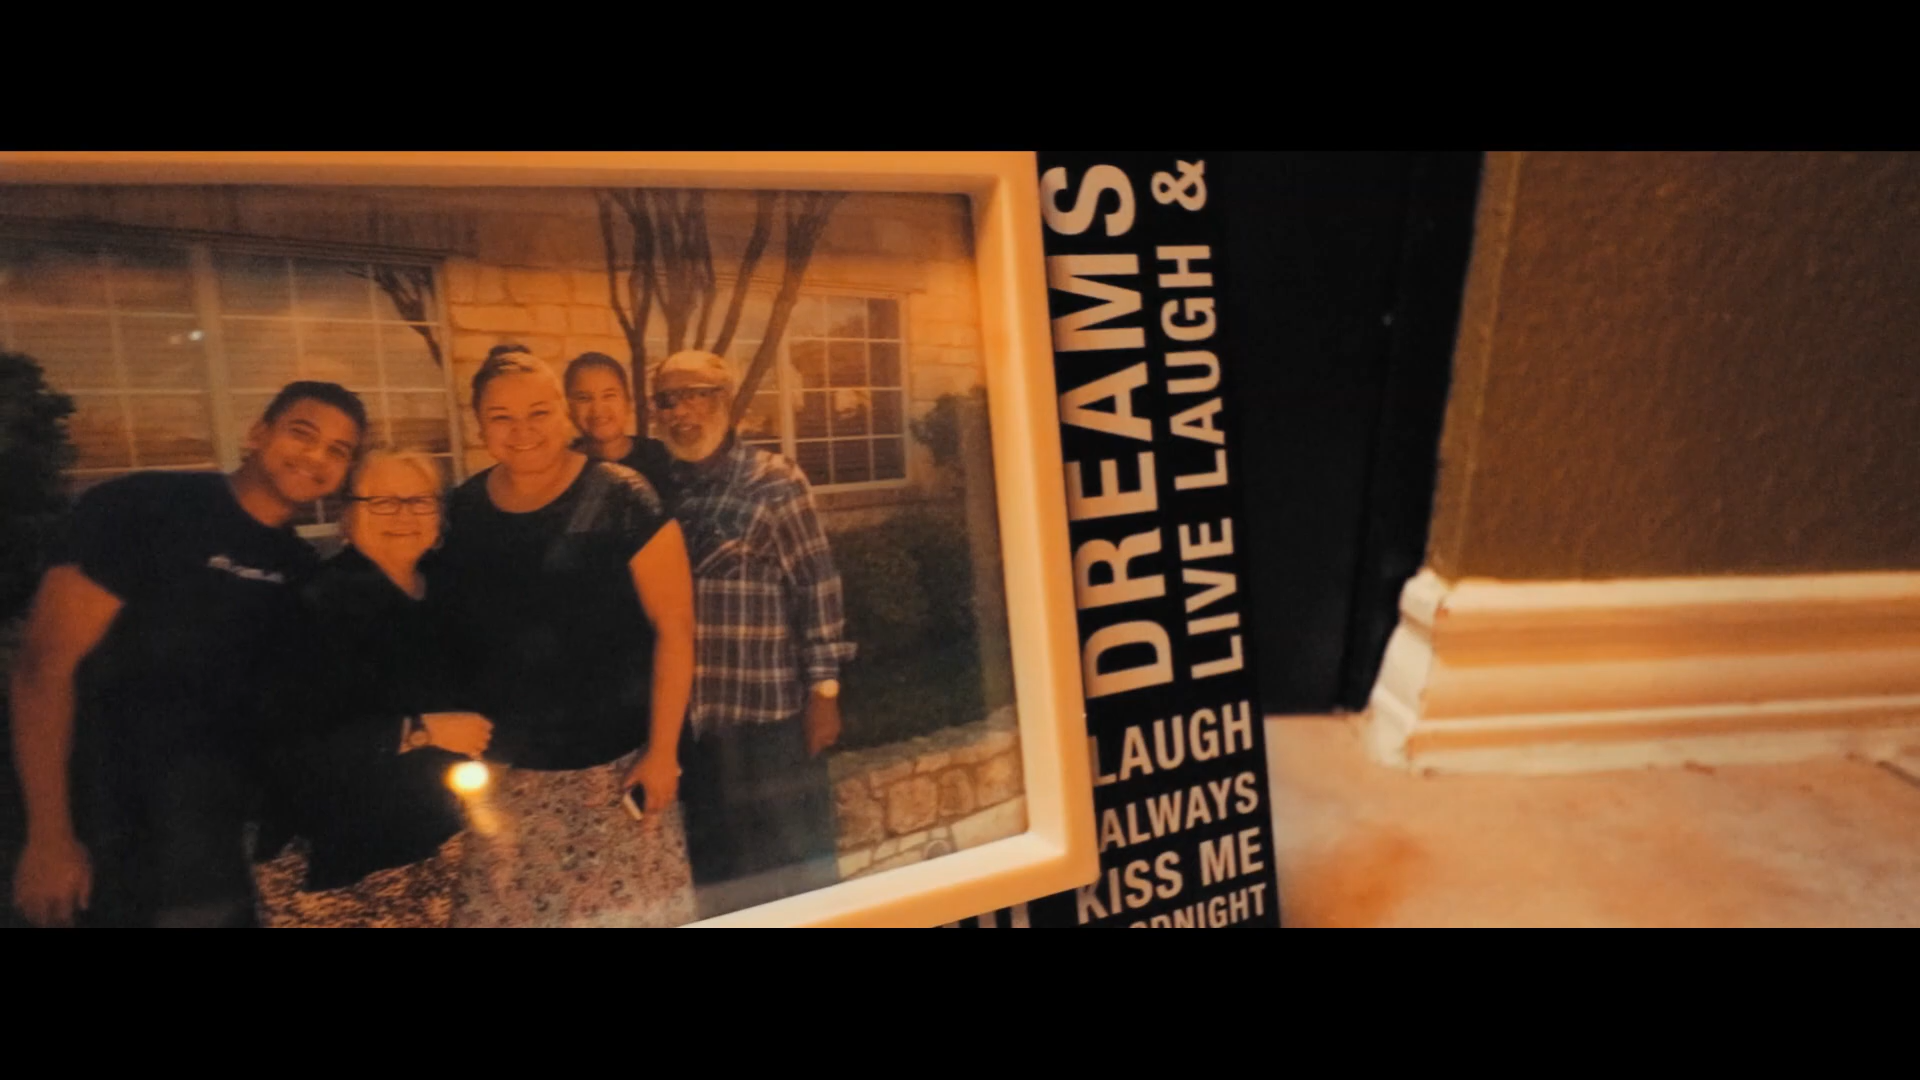 DREAMS
LIVE LAUGH &
LAUGH
ALWAYS
KISS ME